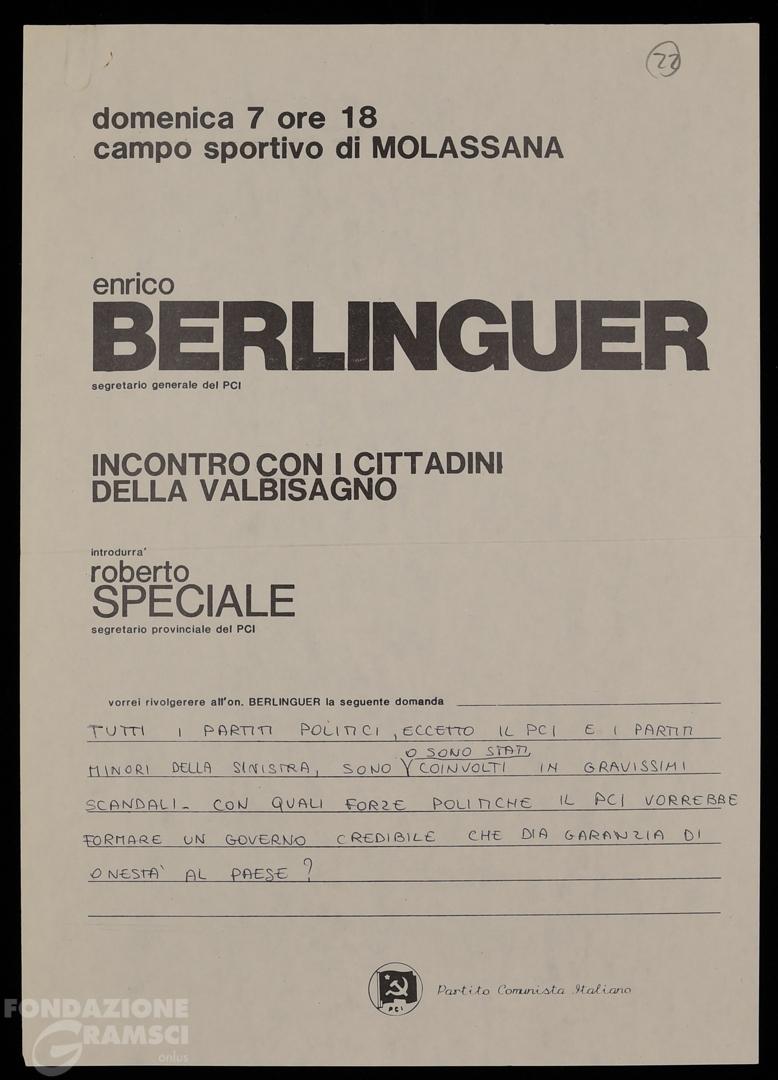 22
domenica 7 ore 18
campo sportivo di MOLASSANA
enrico
BERLINGUER
segretario generale del PCI
INCONTRO CON I CITTADINI
DELLA VALBISAGNO
introdurra'
roberto
SPECIALE
segretario provinciale del PCI
vorrei rivolgerere all'on. BERLINGUER la seguente domanda
TUTTI I PARTITI POLITICI, ECCETTO IL PCI E I PARTITI
O SONO STATI
MINORI DELLA SINISTRA, SONO COINVOLTI IN GRAVISSIMI
SCANDALI- CON QUALI FORZE POLITICHE IL PCI VORREBBE
FORMARE UN GOVERNO CREDIBILE CHE DIA GARANZIA DI
ONESTA' AL PAESE?
PCI
Partito Comunista Italiano
FONDAZIONE
GRAMSCI
onlus